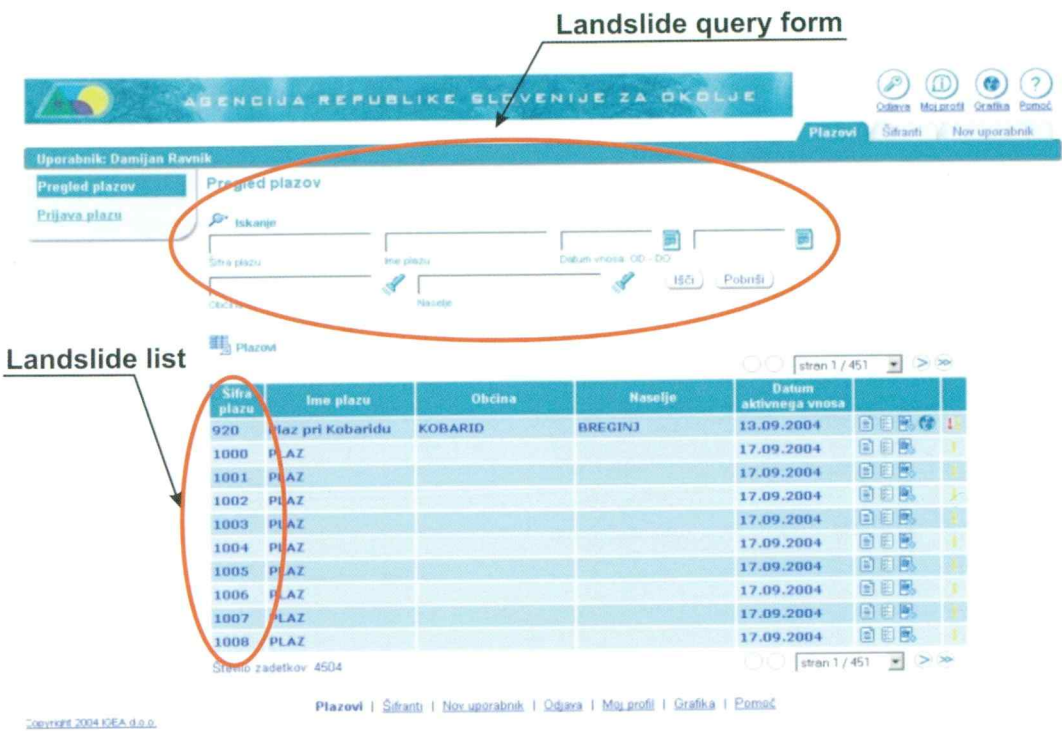 Landslide query form
AGENCIJA REPUBLIKE SLOVENIJE ZA OKOLJE
Odjava Moj profil Grafika Pomoč
Plazovi Šifranti Nov uporabnik
Uporabnik: Damijan Ravnik
Pregled plazov
Prijava plazu
Pregled plazov
Iskanje
Šifra plazu Ime plazu Datum vnosa: OD - DO
Naselje
Išči Pobriši
Plazovi
Landslide list
stran 1 / 451 > >>
Šifra plazu Ime plazu Občina Naselje Datum aktivnega vnosa
920 Plaz pri Kobaridu KOBARID BREGINJ 13.09.2004
1000 PLAZ 17.09.2004
1001 PLAZ 17.09.2004
1002 PLAZ 17.09.2004
1003 PLAZ 17.09.2004
1004 PLAZ 17.09.2004
1005 PLAZ 17.09.2004
1006 PLAZ 17.09.2004
1007 PLAZ 17.09.2004
1008 PLAZ 17.09.2004
Število zadetkov: 4504
stran 1 / 451 > >>
Plazovi | Šifranti | Nov uporabnik | Odjava | Moj profil | Grafika | Pomoč
Copyright 2004 IGEA d.o.o.